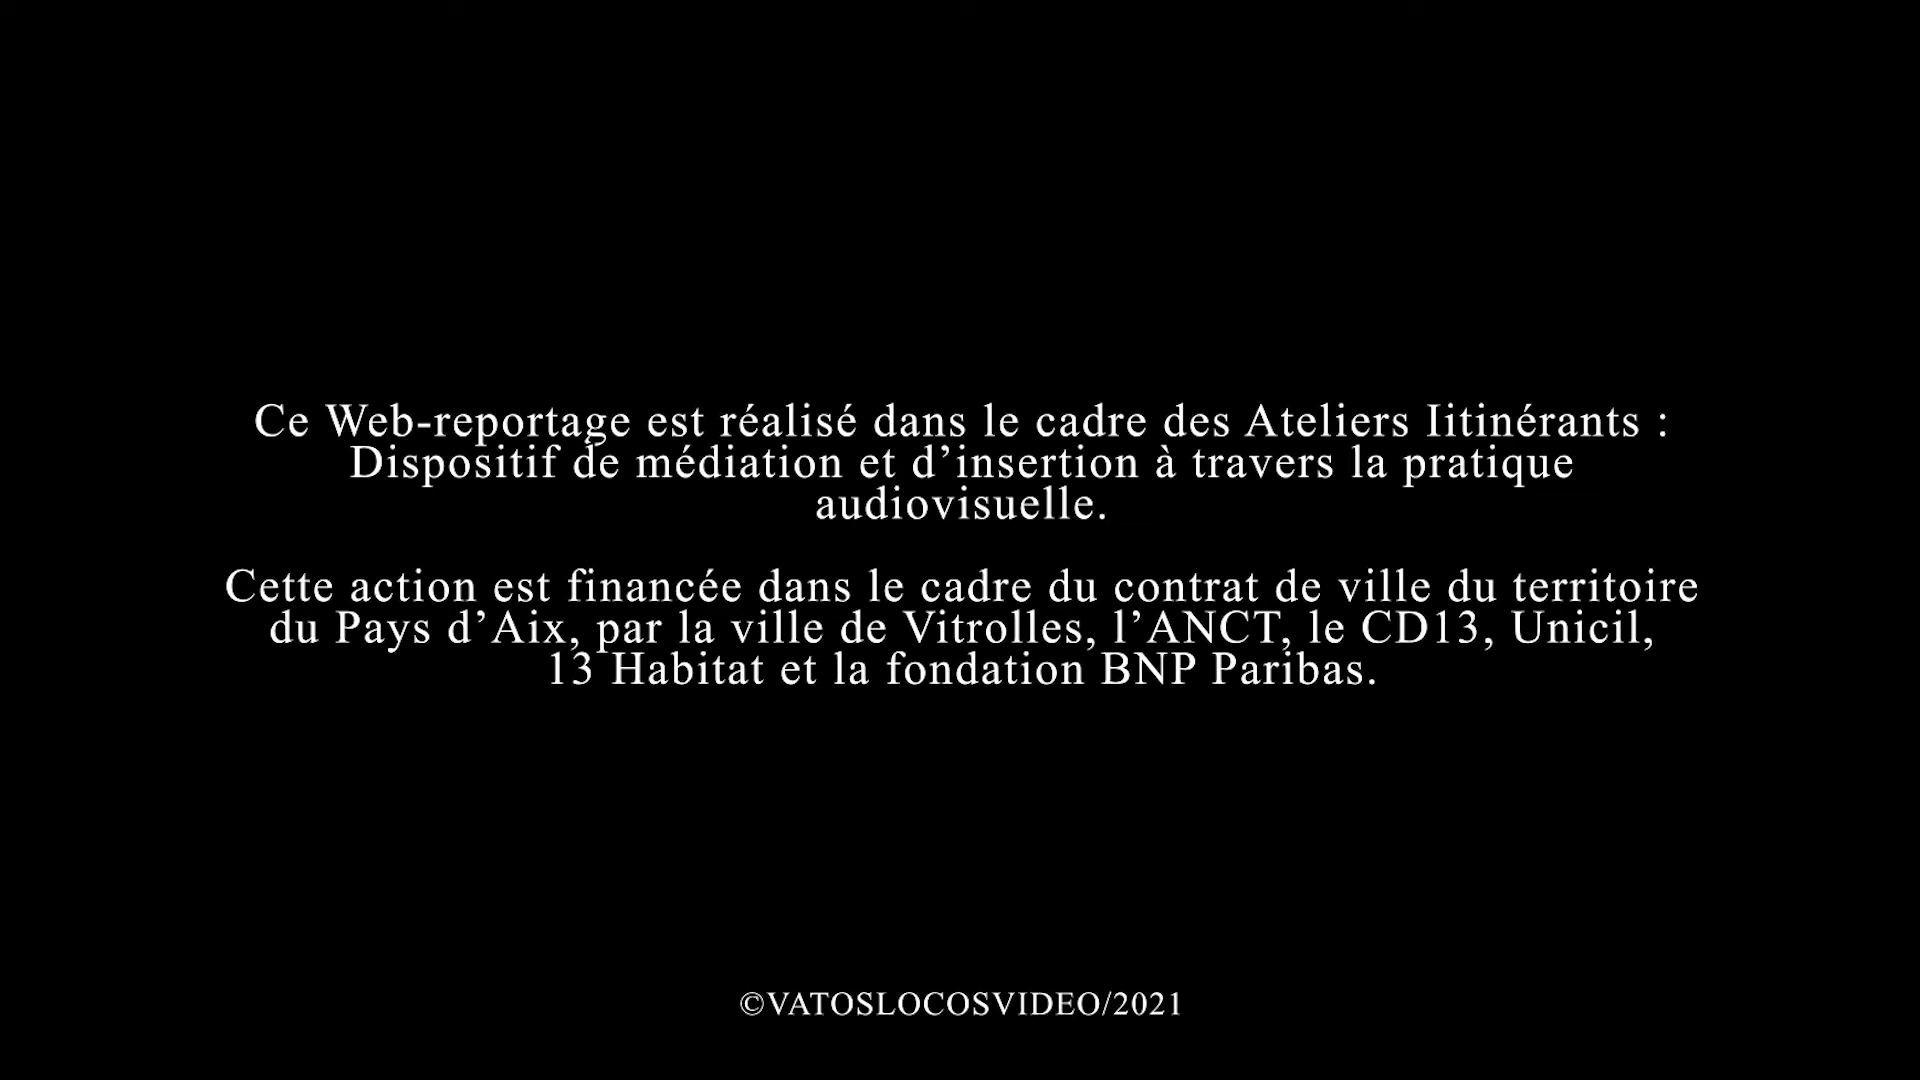 Ce Web-reportage est réalisé dans le cadre des Ateliers Iitinérants :
Dispositif de médiation et d’insertion à travers la pratique
audiovisuelle.
Cette action est financée dans le cadre du contrat de ville du territoire
du Pays d’Aix, par la ville de Vitrolles, l’ANCT, le CD13, Unicil,
13 Habitat et la fondation BNP Paribas.
©VATOSLOCOSVIDEO/2021